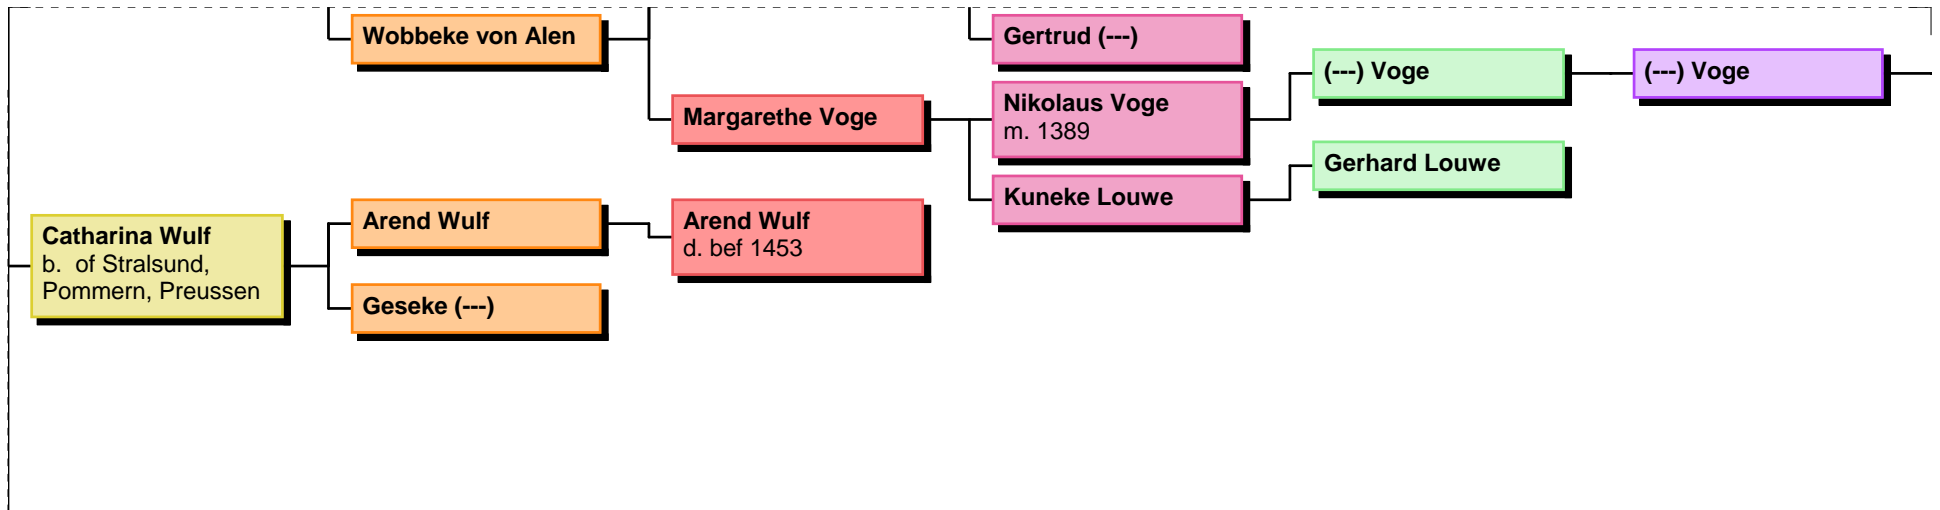 Wobbeke von Alen
Gertrud (---)
(---) Voge
(---) Voge
Margarethe Voge
Nikolaus Voge
m. 1389
Gerhard Louwe
Kuneke Louwe
Catharina Wulf
b.  of Stralsund,
Pommern, Preussen
Arend Wulf
Arend Wulf
d. bef 1453
Geseke (---)